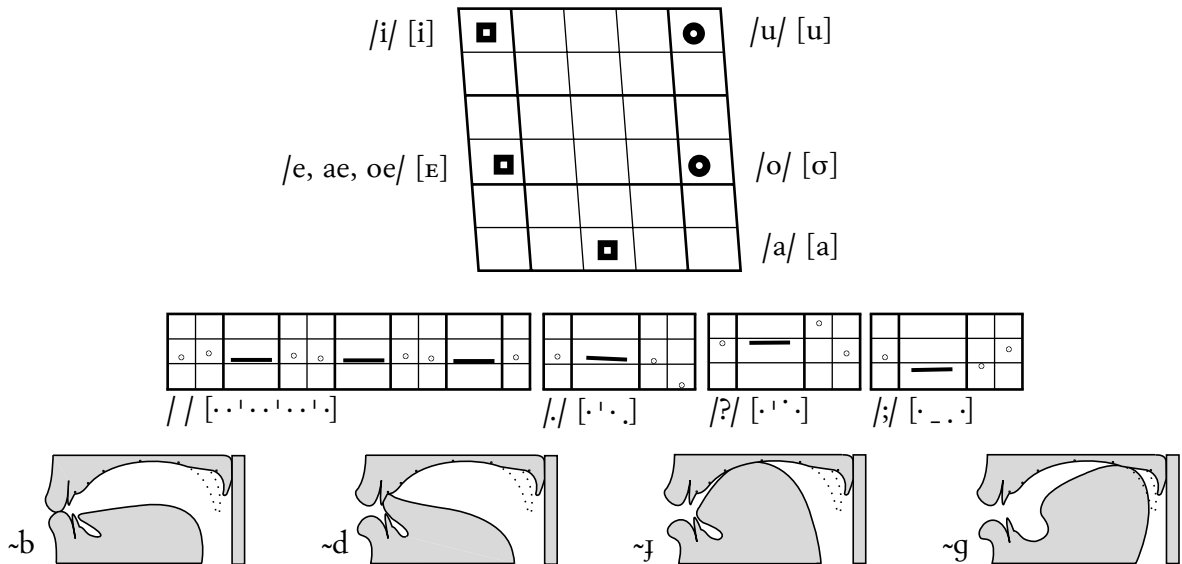 /i/ [i] /u/ [u]
/e, ae, oe/ [ᴇ] /o/ [σ]
/a/ [a]
/ / [· · ˈ · · ˈ · · ˈ ·] /./ [· ˈ · .] /?/ [· ˈ ˙ ·] /;/ [· _ . ·]
~b ~d ~ɟ ~ɡ